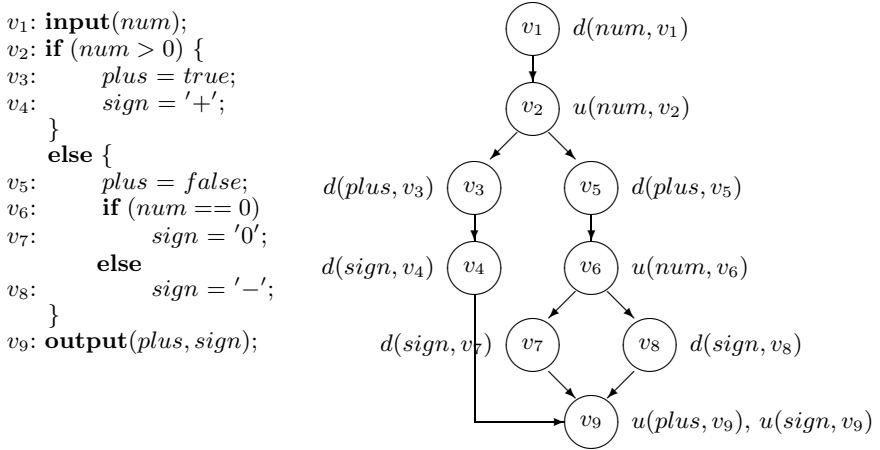 v1: input(num);
v2: if (num > 0) {
v3: plus = true;
v4: sign = '+';
}
else {
v5: plus = false;
v6: if (num == 0)
v7: sign = '0';
else
v8: sign = '−';
}
v9: output(plus, sign);
v1 d(num, v1)
v2 u(num, v2)
d(plus, v3) v3 v5 d(plus, v5)
d(sign, v4) v4 v6 u(num, v6)
d(sign, v7) v7 v8 d(sign, v8)
v9 u(plus, v9), u(sign, v9)